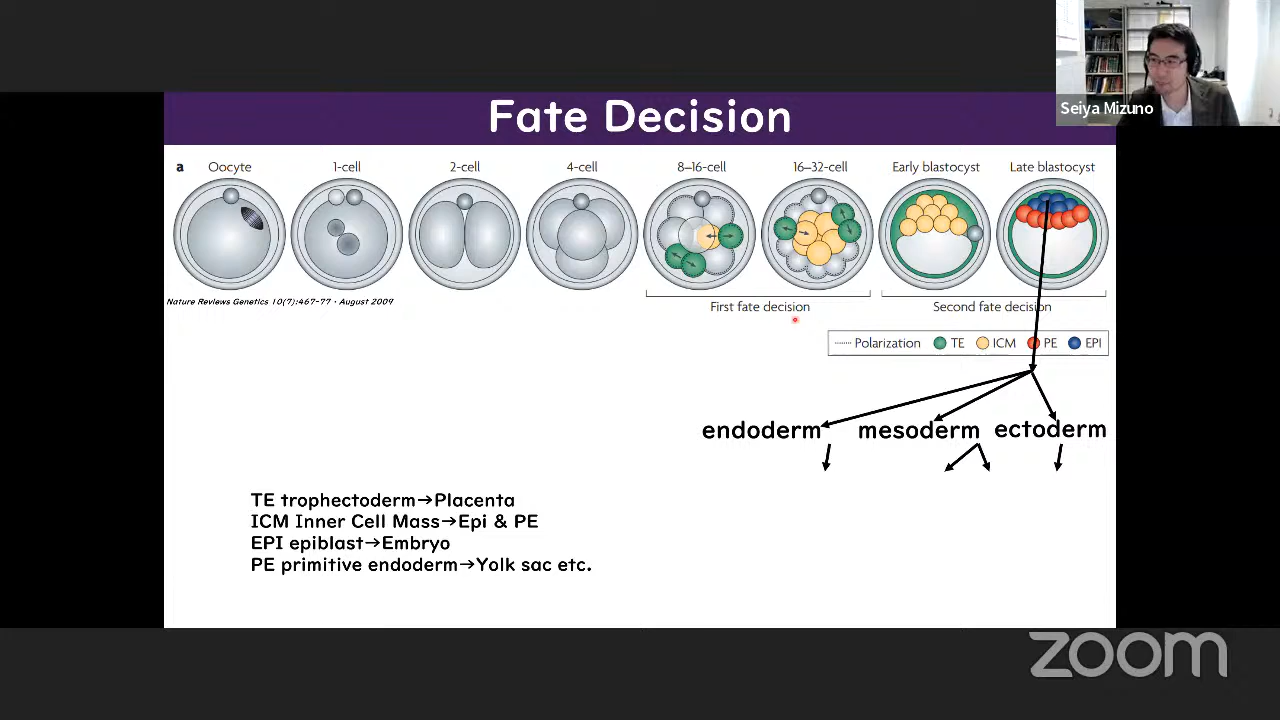 Seiya Mizuno
Fate Decision
a Oocyte 1-cell 2-cell 4-cell 8–16-cell 16–32-cell Early blastocyst Late blastocyst
Nature Reviews Genetics 10(7):467-77 · August 2009
First fate decision Second fate decision
Polarization TE ICM PE EPI
endoderm mesoderm ectoderm
TE trophectoderm→Placenta
ICM Inner Cell Mass→Epi & PE
EPI epiblast→Embryo
PE primitive endoderm→Yolk sac etc.
zoom